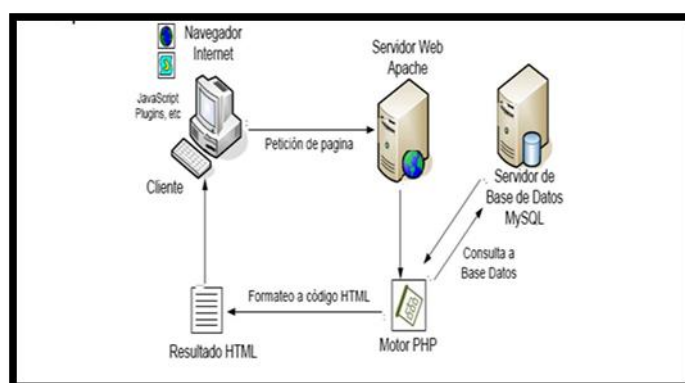 Navegador
Internet
JavaScript
Plugins, etc
Cliente
Petición de pagina
Servidor Web
Apache
Servidor de
Base de Datos
MySQL
Consulta a
Base Datos
Formateo a código HTML
Resultado HTML
Motor PHP